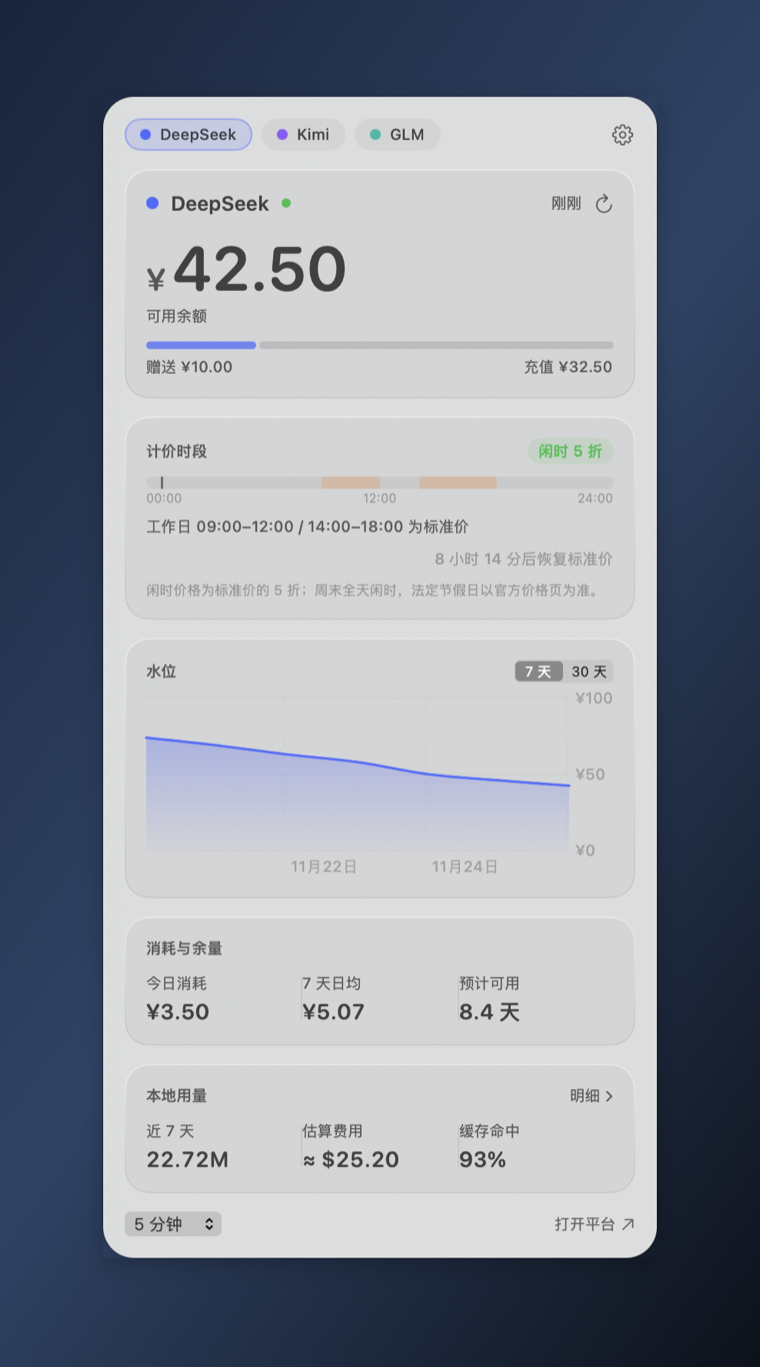 DeepSeek Kimi GLM
DeepSeek 刚刚
¥42.50
可用余额
赠送 ¥10.00 充值 ¥32.50
计价时段 闲时 5 折
00:00 12:00 24:00
工作日 09:00–12:00 / 14:00–18:00 为标准价
8 小时 14 分后恢复标准价
闲时价格为标准价的 5 折；周末全天闲时，法定节假日以官方价格页为准。
水位 7 天 30 天
¥100
¥50
¥0
11月22日 11月24日
消耗与余量
今日消耗 7 天日均 预计可用
¥3.50 ¥5.07 8.4 天
本地用量 明细
近 7 天 估算费用 缓存命中
22.72M ≈ $25.20 93%
5 分钟 打开平台